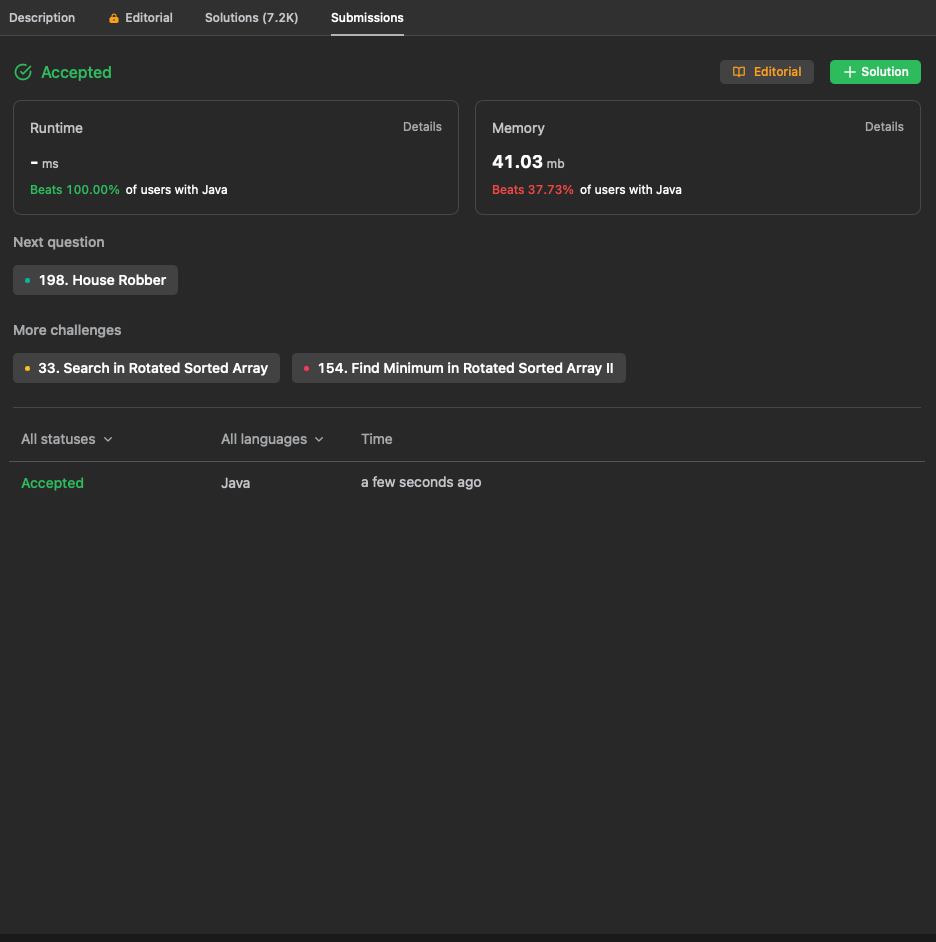 Description Editorial Solutions (7.2K) Submissions
Accepted Editorial Solution
Runtime Details
- ms
Beats 100.00% of users with Java
Memory Details
41.03 mb
Beats 37.73% of users with Java
Next question
198. House Robber
More challenges
33. Search in Rotated Sorted Array 154. Find Minimum in Rotated Sorted Array II
All statuses All languages Time
Accepted Java a few seconds ago